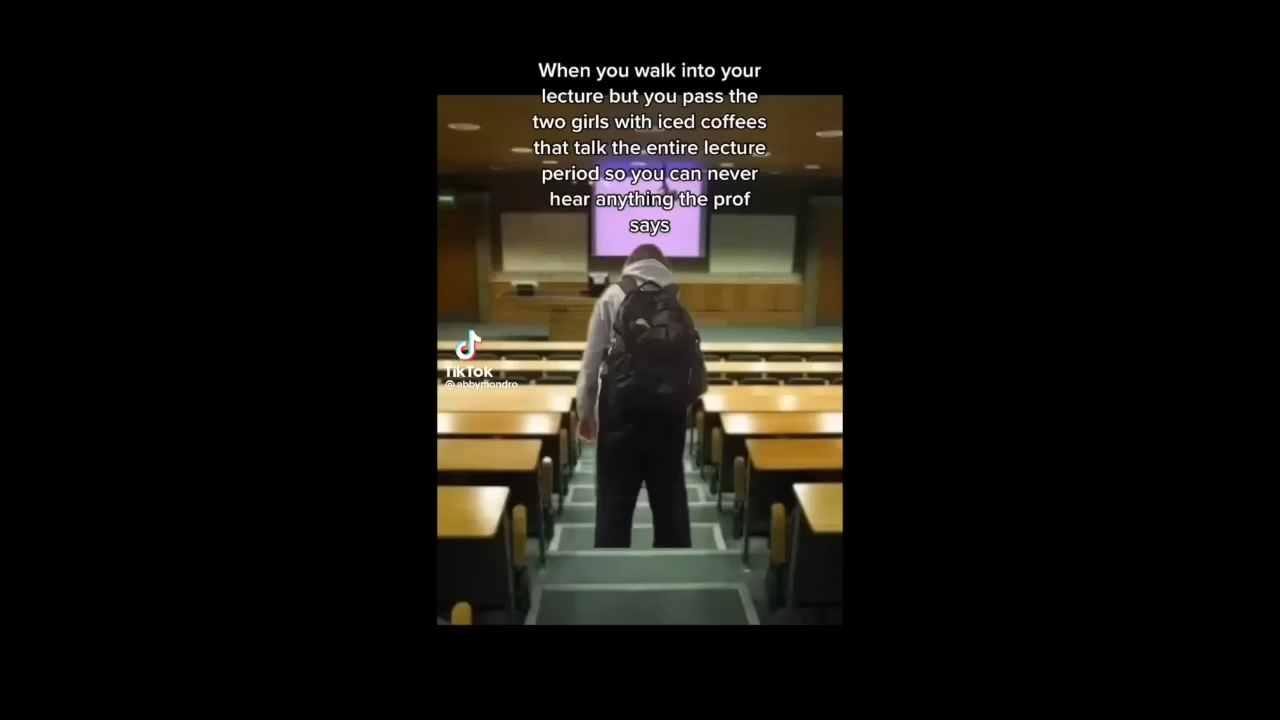 When you walk into your
lecture but you pass the
two girls with iced coffees
that talk the entire lecture
period so you can never
hear anything the prof
says
TikTok
@abbymondro